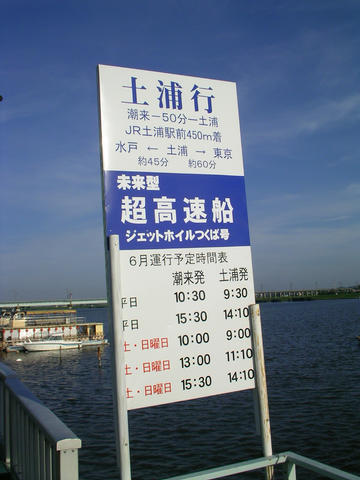 土浦行
潮来−50分−土浦
JR土浦駅前450m着
水戸 ← 土浦 → 東京
約45分 約60分
未来型
超高速船
ジェットホイルつくば号
6月運行予定時間表
潮来発 土浦発
平日 10:30 9:30
平日 15:30 14:10
土・日曜日 10:00 9:00
土・日曜日 13:00 11:10
土・日曜日 15:30 14:10